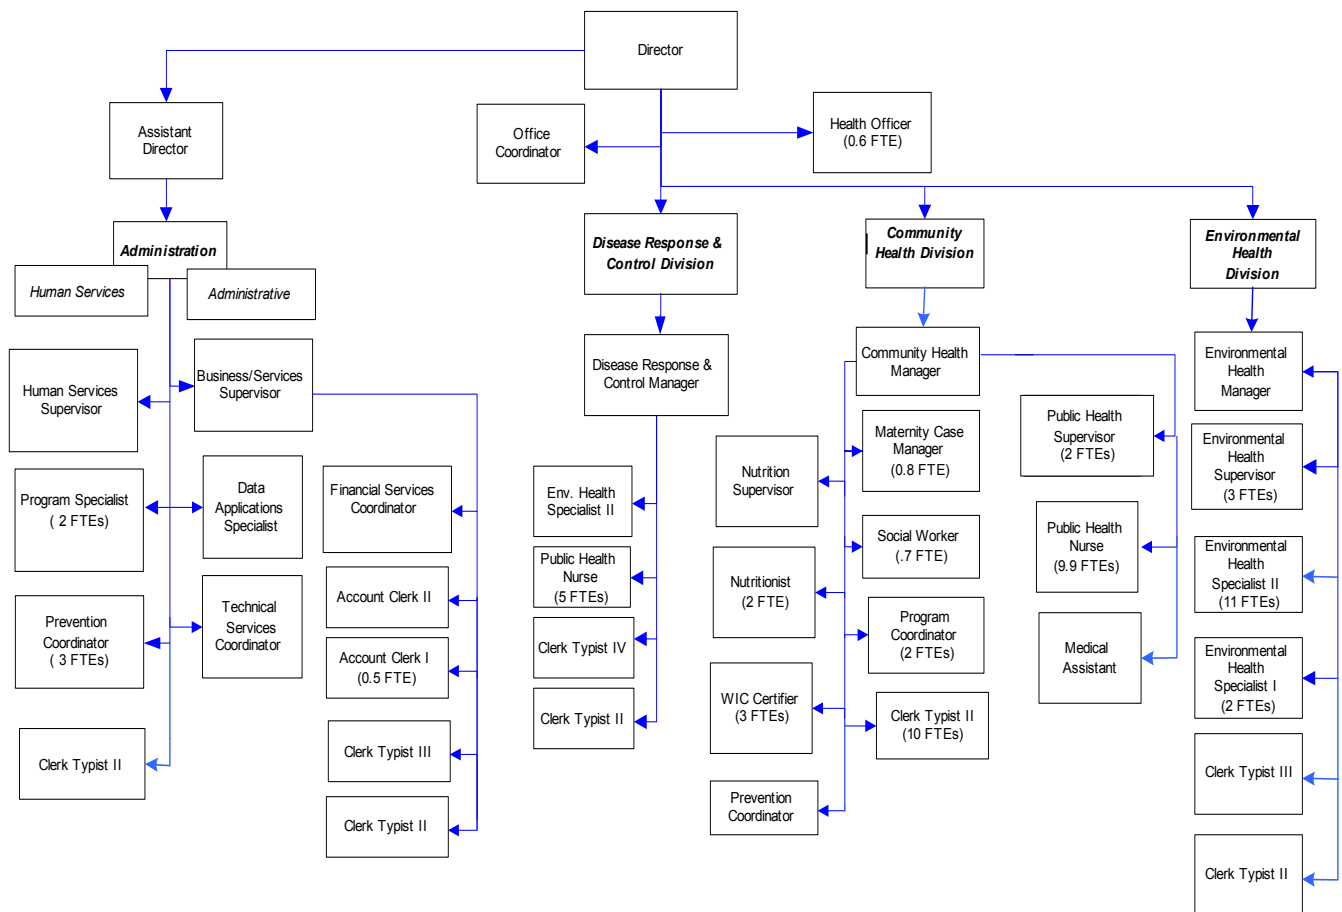 Director
Assistant
Director
Office
Coordinator
Health Officer
(0.6 FTE)
Administration
Human Services
Administrative
Disease Response &
Control Division
Community
Health Division
Environmental
Health
Division
Human Services
Supervisor
Business/Services
Supervisor
Program Specialist
( 2 FTEs)
Data
Applications
Specialist
Prevention
Coordinator
( 3 FTEs)
Technical
Services
Coordinator
Clerk Typist II
Financial Services
Coordinator
Account Clerk II
Account Clerk I
(0.5 FTE)
Clerk Typist III
Clerk Typist II
Disease Response &
Control Manager
Env. Health
Specialist II
Public Health
Nurse
(5 FTEs)
Clerk Typist IV
Clerk Typist II
Community Health
Manager
Nutrition
Supervisor
Maternity Case
Manager
(0.8 FTE)
Social Worker
(.7 FTE)
Nutritionist
(2 FTE)
Program
Coordinator
(2 FTEs)
WIC Certifier
(3 FTEs)
Clerk Typist II
(10 FTEs)
Prevention
Coordinator
Public Health
Supervisor
(2 FTEs)
Public Health
Nurse
(9.9 FTEs)
Medical
Assistant
Environmental
Health
Manager
Environmental
Health
Supervisor
(3 FTEs)
Environmental
Health
Specialist II
(11 FTEs)
Environmental
Health
Specialist I
(2 FTEs)
Clerk Typist III
Clerk Typist II